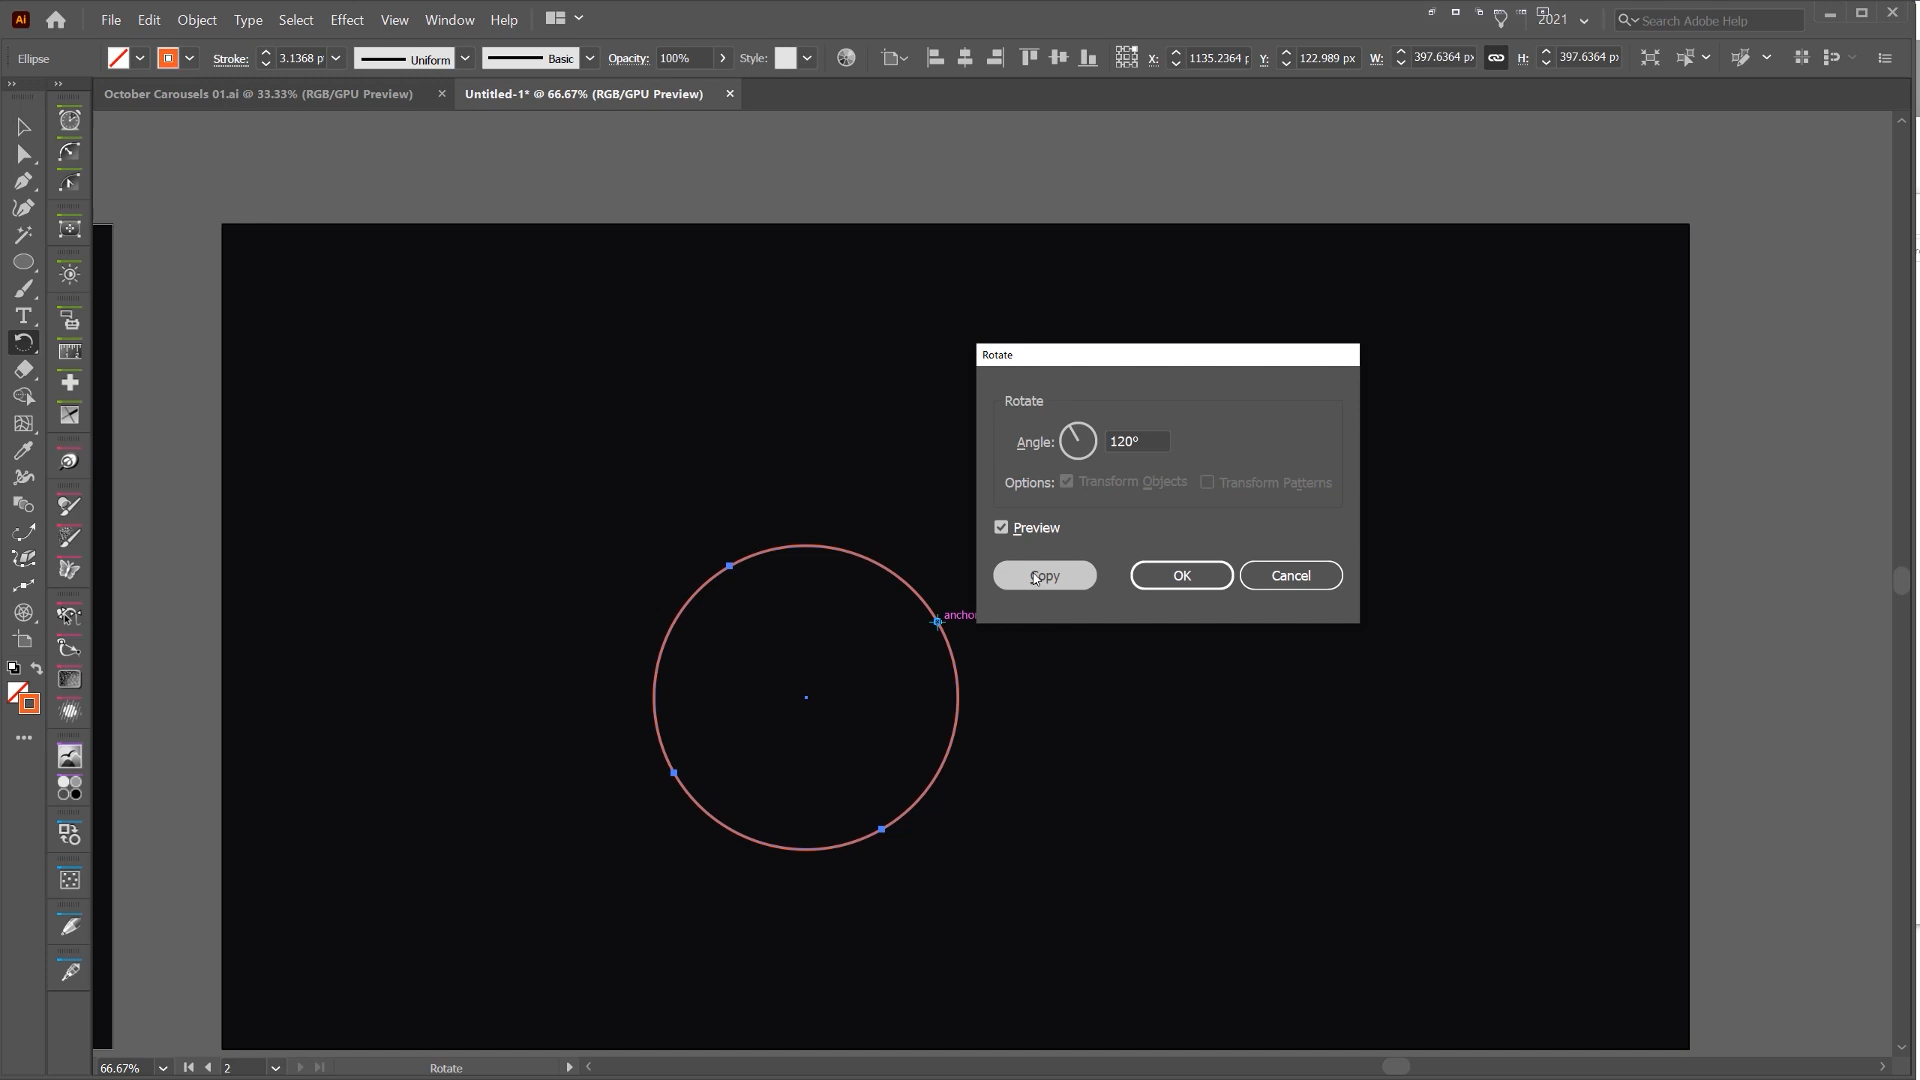 Ai File Edit Object Type Select Effect View Window Help 2021 Search Adobe Help
Ellipse Stroke: 3.1368 p Uniform Basic Opacity: 100% Style: X: 1135.2364 p Y: 122.989 px W: 397.6364 px H: 397.6364 px
October Carousels 01.ai @ 33.33% (RGB/GPU Preview) Untitled-1* @ 66.67% (RGB/GPU Preview)
Rotate
Rotate
Angle: 120°
Options: Transform Objects Transform Patterns
Preview
Copy OK Cancel
ancho
66.67% 2 Rotate